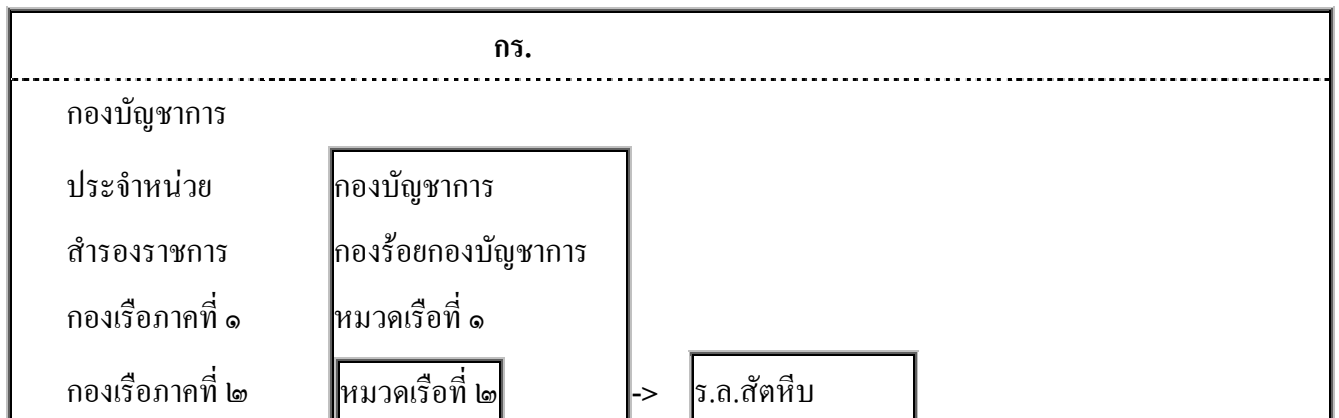 กร.
กองบัญชาการ
ประจำหน่วย กองบัญชาการ
สำรองราชการ กองร้อยกองบัญชาการ
กองเรือภาคที่ ๑ หมวดเรือที่ ๑
กองเรือภาคที่ ๒ หมวดเรือที่ ๒ -> ร.ล.สัตหีบ